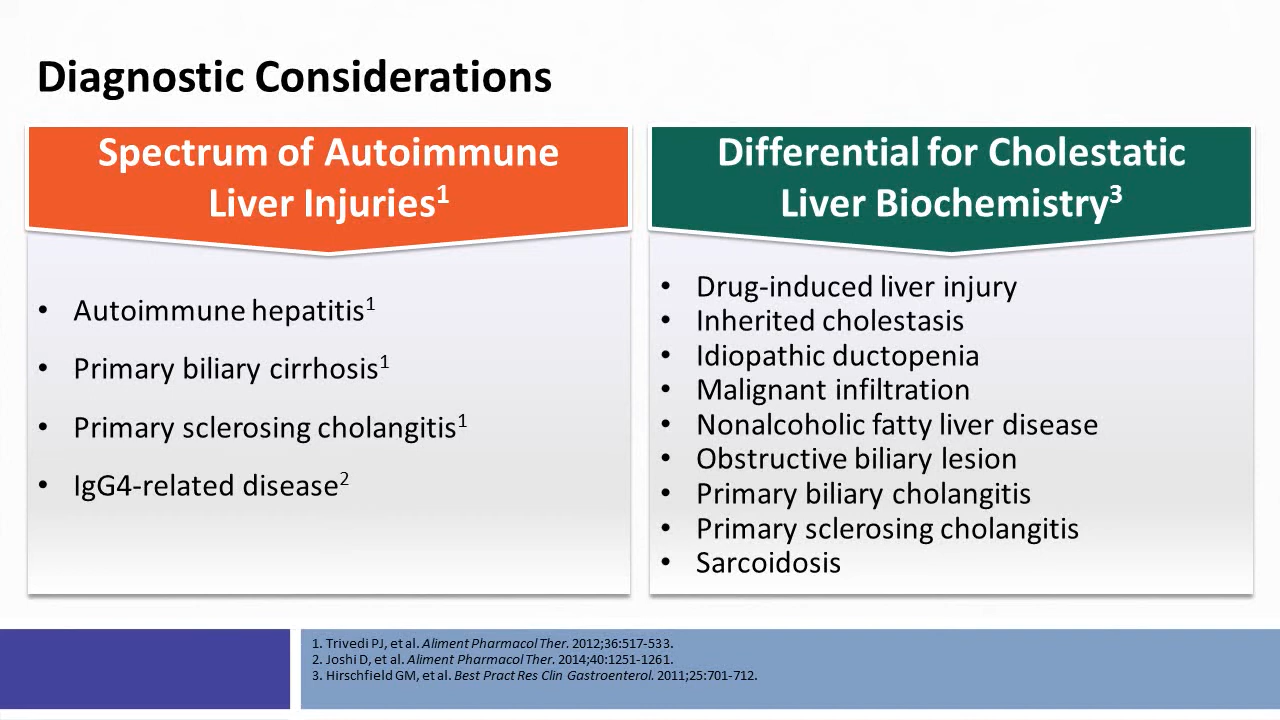 Diagnostic Considerations
Spectrum of Autoimmune
Liver Injuries¹
• Autoimmune hepatitis¹
• Primary biliary cirrhosis¹
• Primary sclerosing cholangitis¹
• IgG4-related disease²
Differential for Cholestatic
Liver Biochemistry³
• Drug-induced liver injury
• Inherited cholestasis
• Idiopathic ductopenia
• Malignant infiltration
• Nonalcoholic fatty liver disease
• Obstructive biliary lesion
• Primary biliary cholangitis
• Primary sclerosing cholangitis
• Sarcoidosis
1. Trivedi PJ, et al. Aliment Pharmacol Ther. 2012;36:517-533.
2. Joshi D, et al. Aliment Pharmacol Ther. 2014;40:1251-1261.
3. Hirschfield GM, et al. Best Pract Res Clin Gastroenterol. 2011;25:701-712.